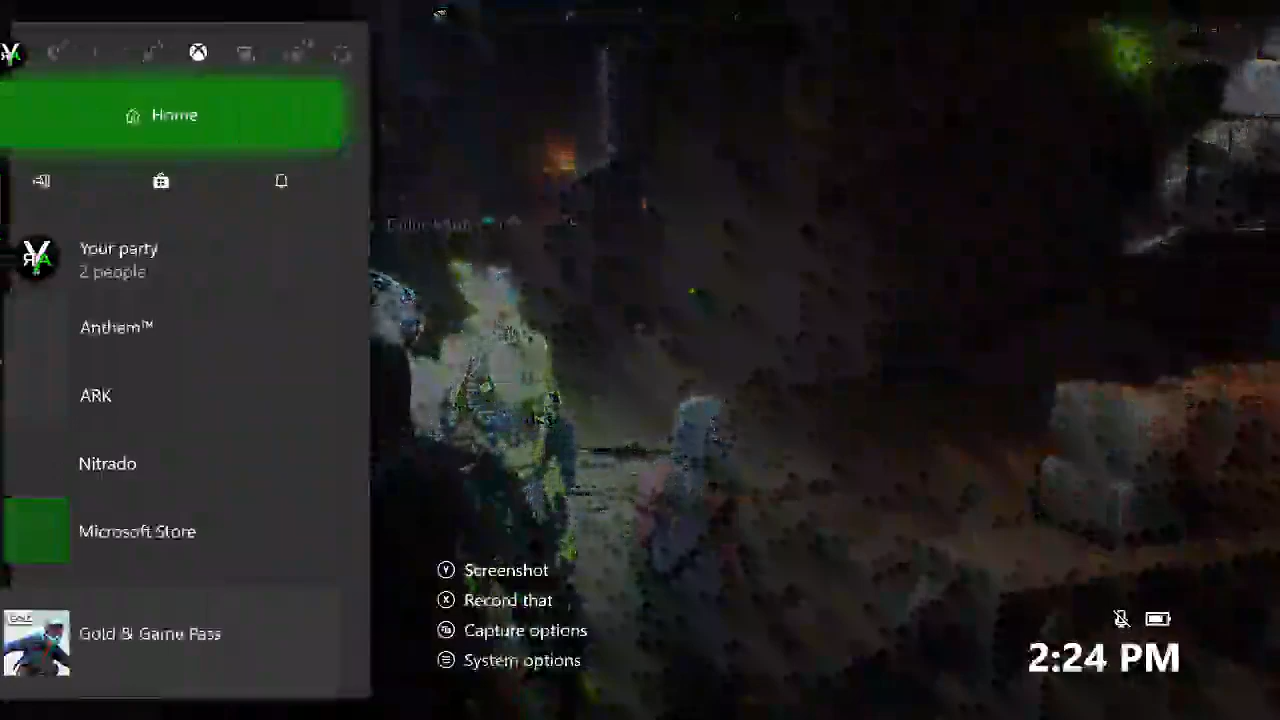 Home
Your party
2 people
Anthem™
ARK
Nitrado
Microsoft Store
Gold & Game Pass
Screenshot
Record that
Capture options
System options
2:24 PM